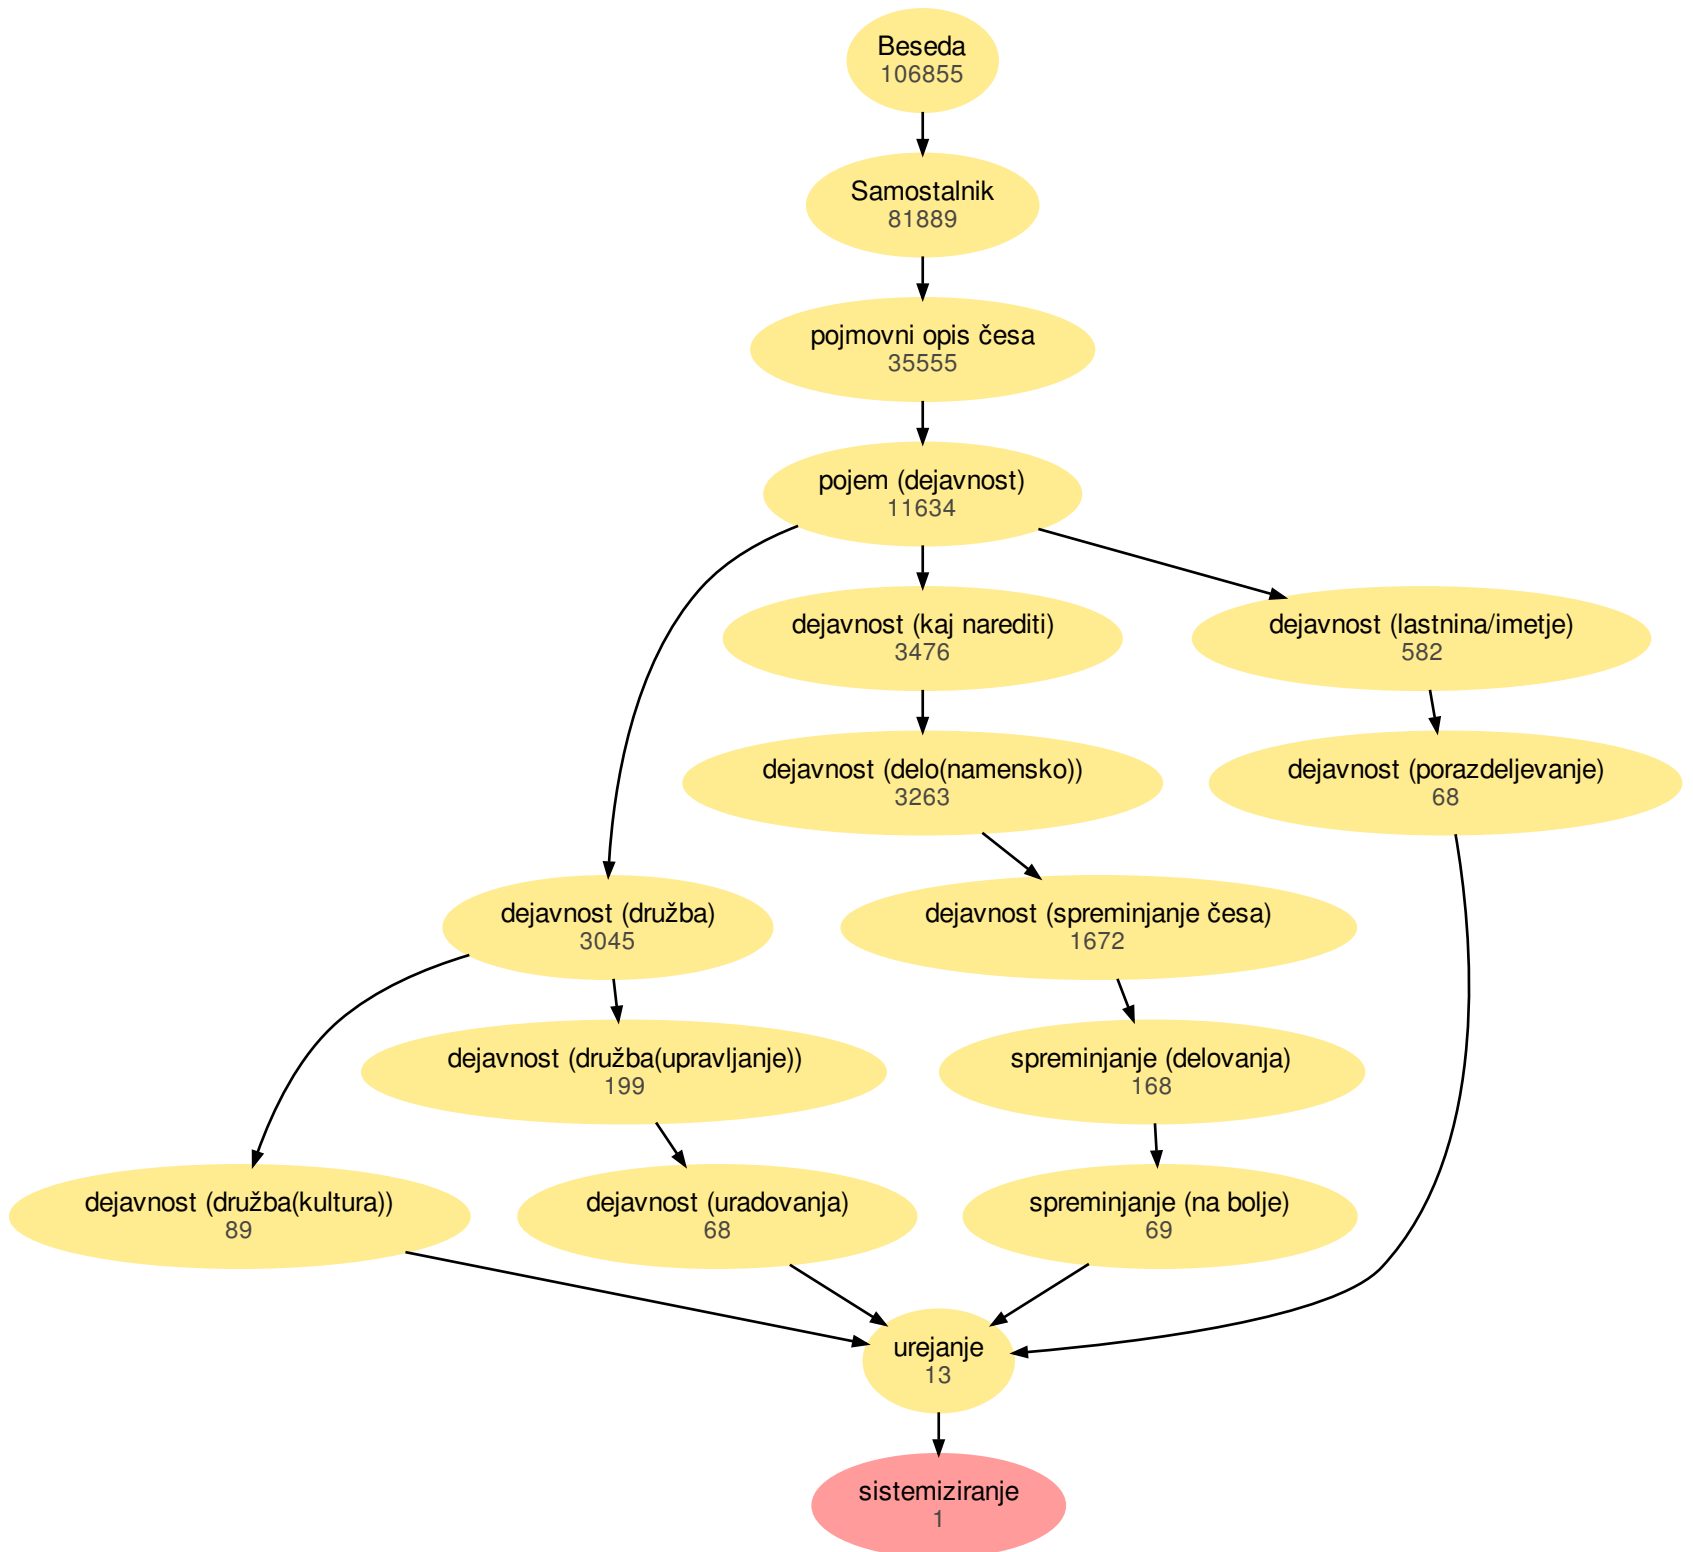 Beseda
106855
Samostalnik
81889
pojmovni opis česa
35555
pojem (dejavnost)
11634
dejavnost (kaj narediti)
3476
dejavnost (lastnina/imetje)
582
dejavnost (delo(namensko))
3263
dejavnost (porazdeljevanje)
68
dejavnost (družba)
3045
dejavnost (spreminjanje česa)
1672
dejavnost (družba(upravljanje))
199
spreminjanje (delovanja)
168
dejavnost (družba(kultura))
89
dejavnost (uradovanja)
68
spreminjanje (na bolje)
69
urejanje
13
sistemiziranje
1